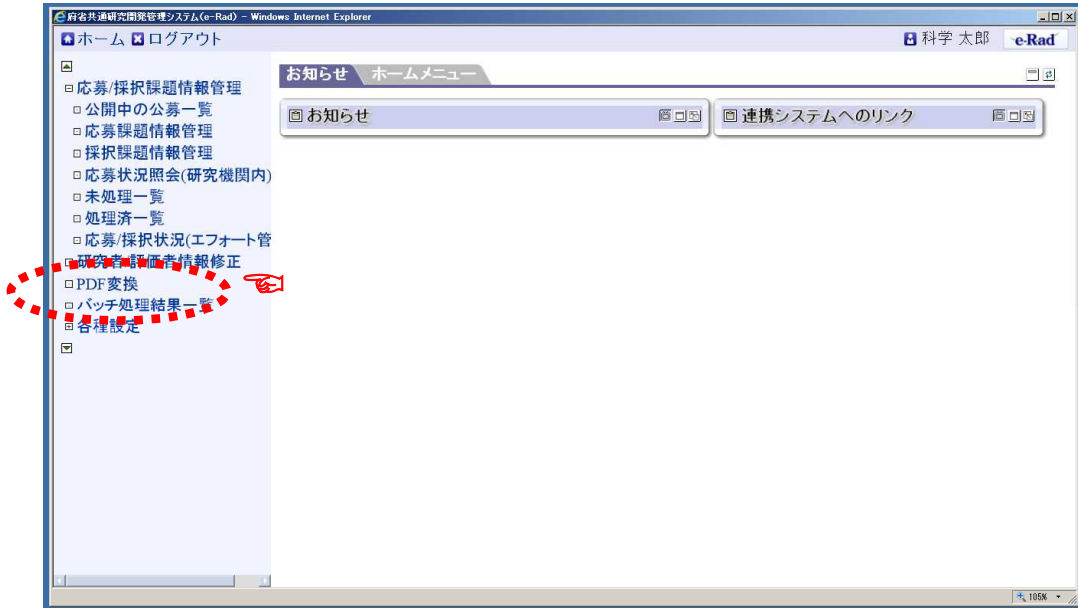 府省共通研究開発管理システム(e-Rad) - Windows Internet Explorer
ホーム ログアウト
科学 太郎 e-Rad
応募/採択課題情報管理
公開中の公募一覧
応募課題情報管理
採択課題情報管理
応募状況照会(研究機関内)
未処理一覧
処理済一覧
応募/採択状況(エフォート管
研究者/評価者情報修正
PDF変換
バッチ処理結果一覧
各種設定
お知らせ ホームメニュー
お知らせ
連携システムへのリンク
105%